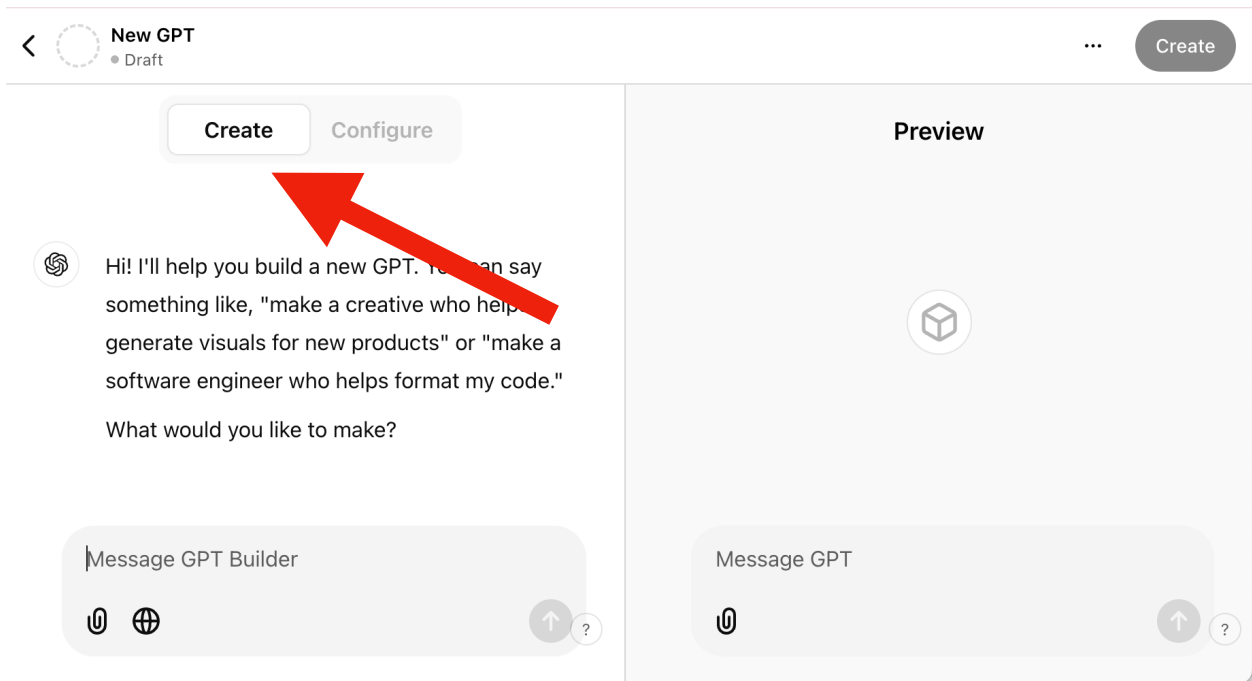 New GPT
Draft
...
Create
Create
Configure
Preview
Hi! I'll help you build a new GPT. an say
something like, "make a creative who
generate visuals for new products" or "make a
software engineer who helps format my code."
What would you like to make?
Message GPT Builder
?
Message GPT
?